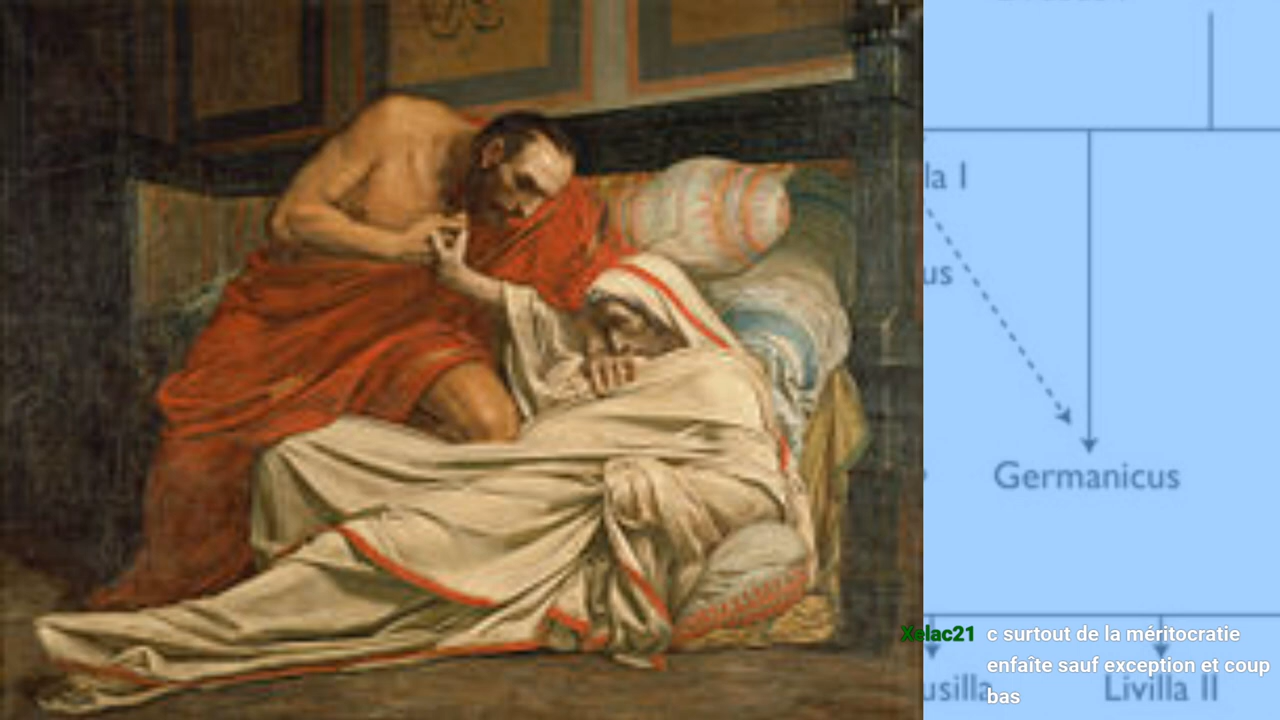 la I
us
Germanicus
Xelac21 c surtout de la méritocratie
enfaîte sauf exception et coup
bas
usilla
Livilla II